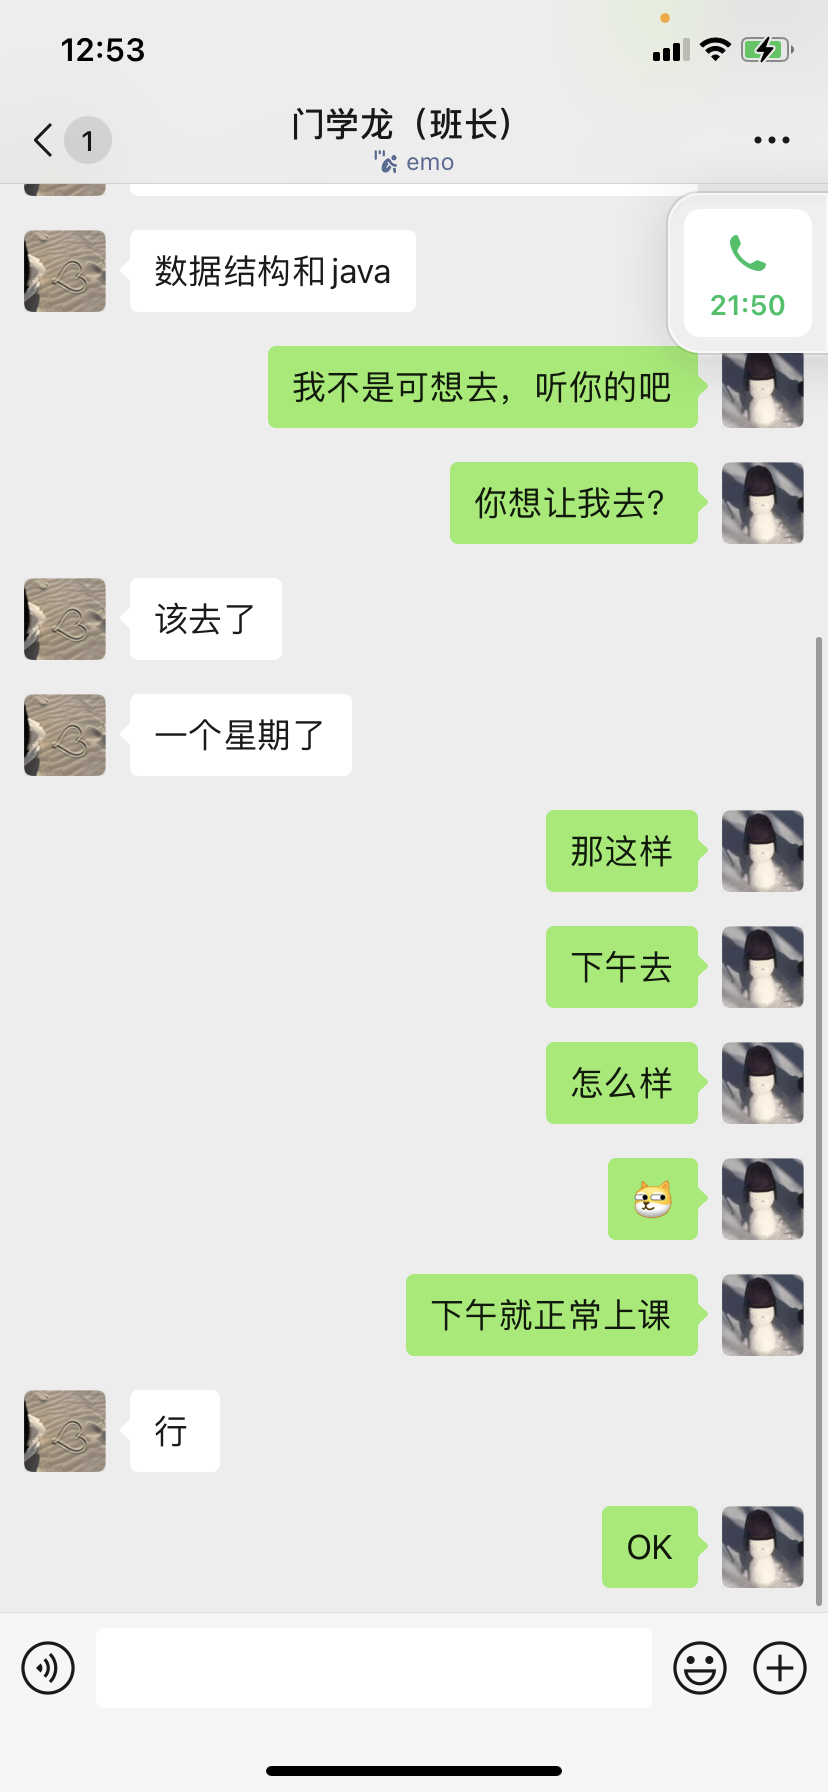 12:53
1
门学龙（班长）
emo
21:50
数据结构和java
我不是可想去，听你的吧
你想让我去?
该去了
一个星期了
那这样
下午去
怎么样
下午就正常上课
行
OK